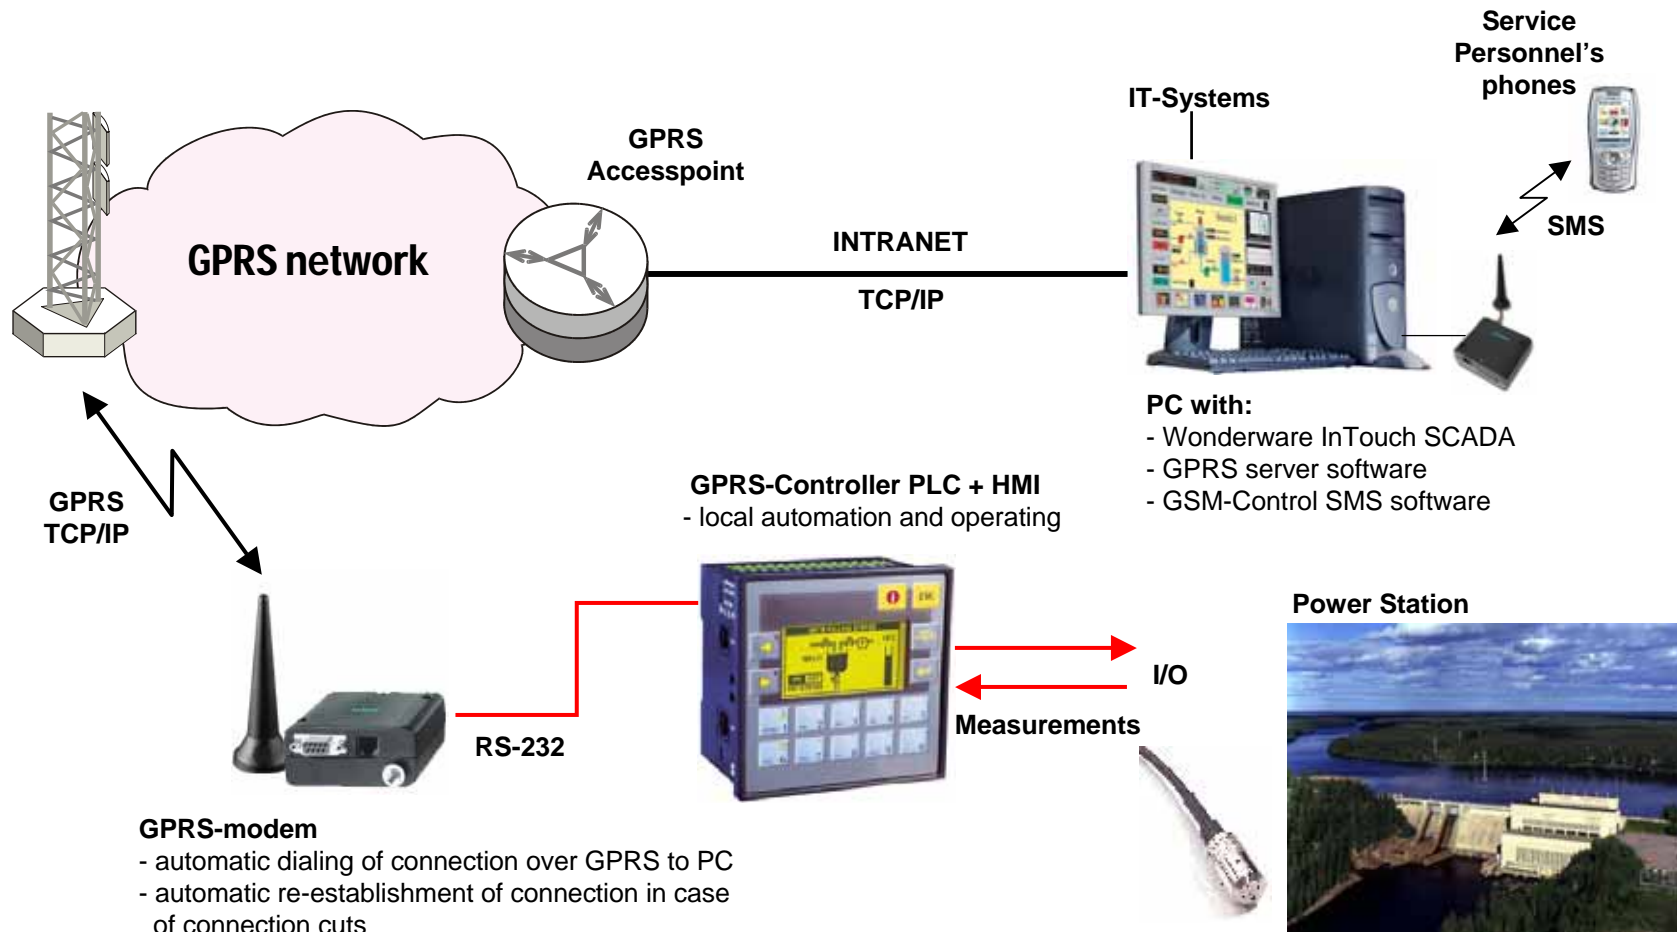 Service
Personnel's
phones
IT-Systems
GPRS
Accesspoint
GPRS network
INTRANET
TCP/IP
SMS
PC with:
- Wonderware InTouch SCADA
- GPRS server software
- GSM-Control SMS software
GPRS
TCP/IP
GPRS-Controller PLC + HMI
- local automation and operating
Power Station
I/O
Measurements
RS-232
GPRS-modem
- automatic dialing of connection over GPRS to PC
- automatic re-establishment of connection in case
of connection cuts